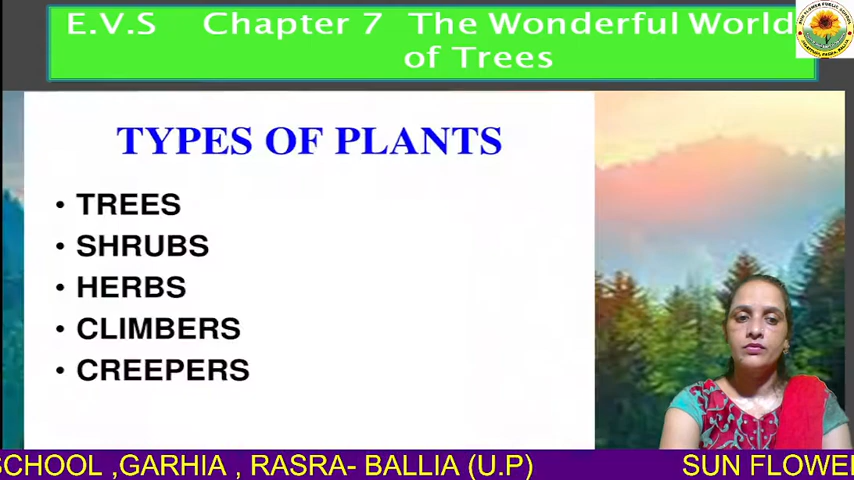 E.V.S Chapter 7 The Wonderful World
of Trees
TYPES OF PLANTS
• TREES
• SHRUBS
• HERBS
• CLIMBERS
• CREEPERS
SCHOOL ,GARHIA , RASRA- BALLIA (U.P) SUN FLOWE